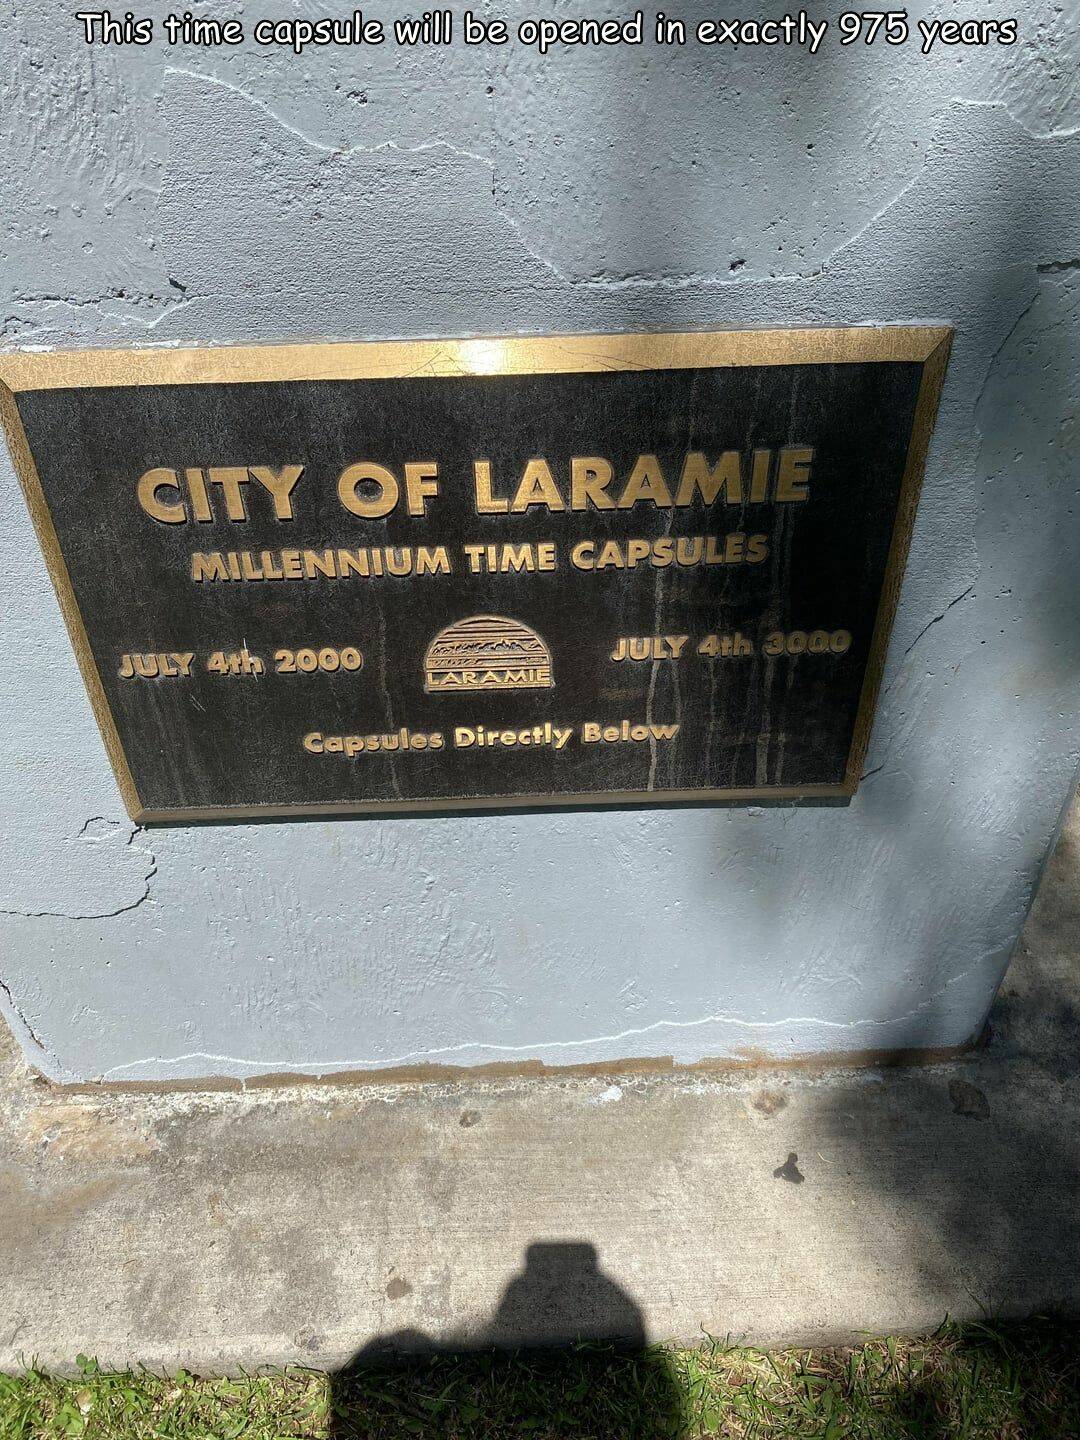 This time capsule will be opened in exactly 975 years
CITY OF LARAMIE
MILLENNIUM TIME CAPSULES
JULY 4th 2000
JULY 4th 3000
LARAMIE
Capsules Directly Below